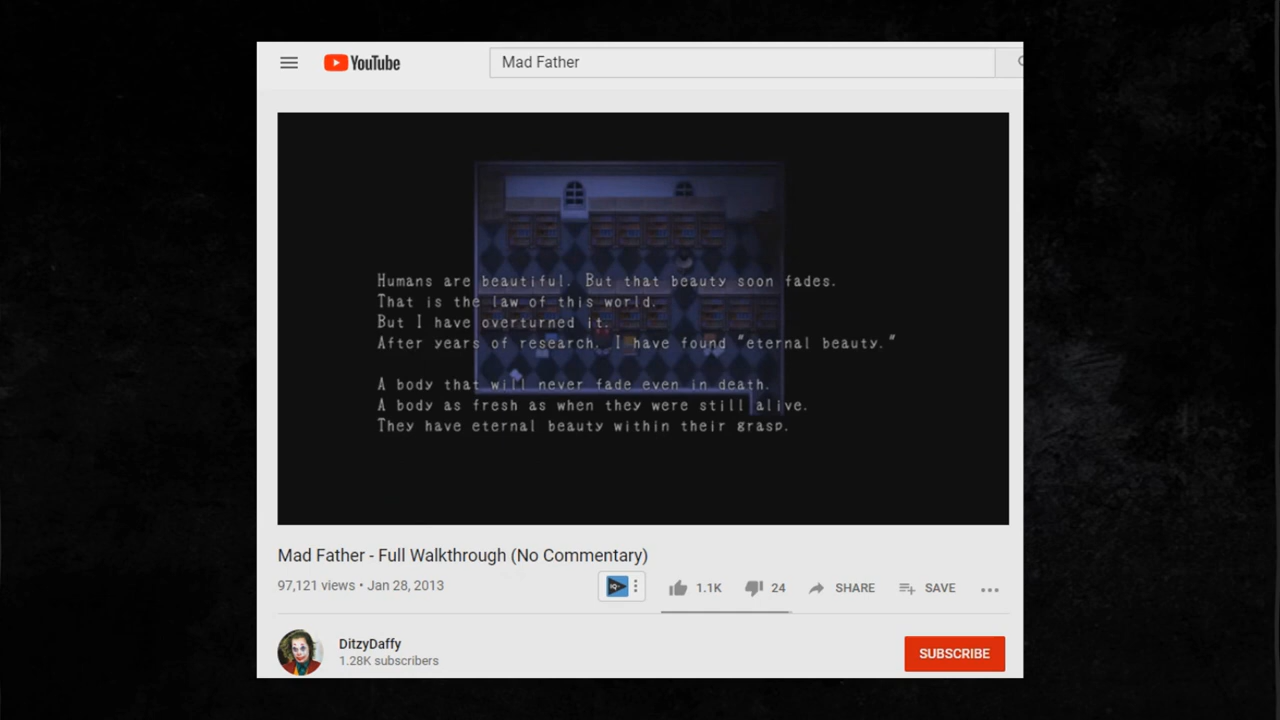 YouTube
Mad Father
Humans are beautiful. But that beauty soon fades.
That is the law of this world.
But I have overturned it.
After years of research, I have found "eternal beauty."
A body that will never fade even in death.
A body as fresh as when they were still alive.
They have eternal beauty within their grasp.
Mad Father - Full Walkthrough (No Commentary)
97,121 views • Jan 28, 2013
IQ
1.1K
24
SHARE
SAVE
DitzyDaffy
1.28K subscribers
SUBSCRIBE